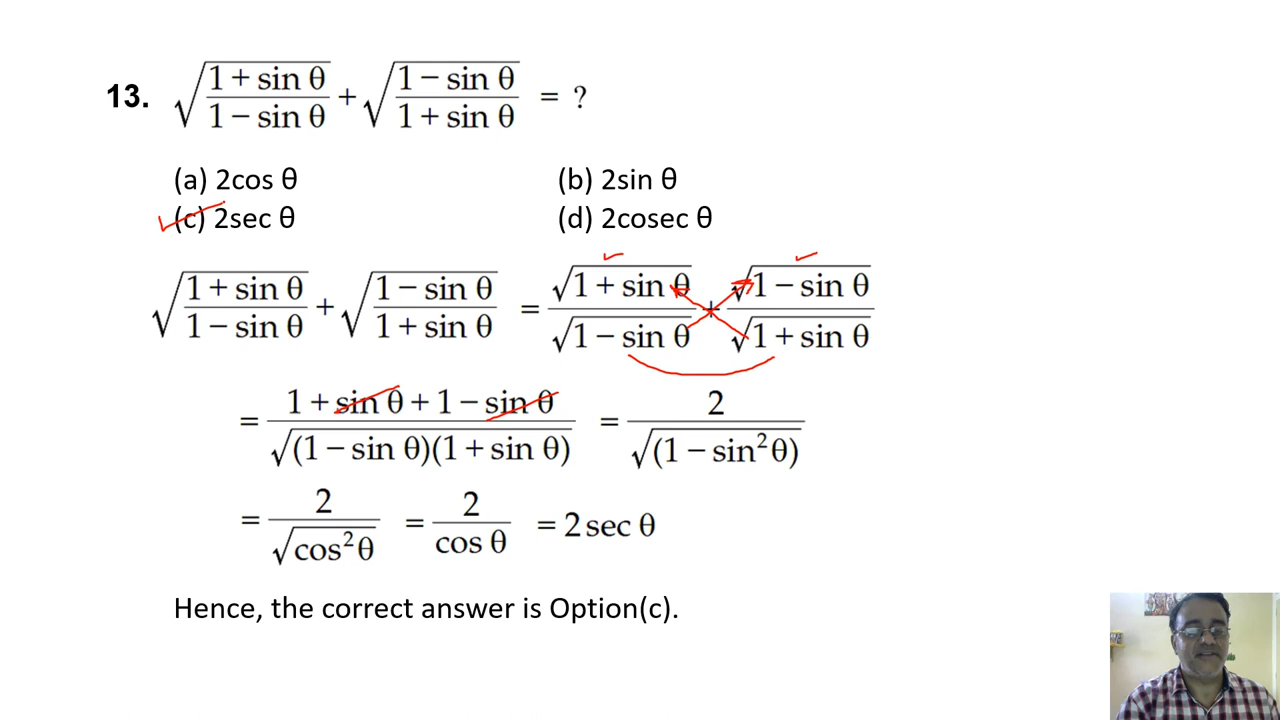 13. √((1 + sin θ)/(1 − sin θ)) + √((1 − sin θ)/(1 + sin θ)) = ?
(a) 2cos θ (b) 2sin θ
(c) 2sec θ (d) 2cosec θ
√((1 + sin θ)/(1 − sin θ)) + √((1 − sin θ)/(1 + sin θ)) = √(1 + sin θ)/√(1 − sin θ) + √(1 − sin θ)/√(1 + sin θ)
= (1 + sin θ + 1 − sin θ)/√((1 − sin θ)(1 + sin θ)) = 2/√((1 − sin²θ))
= 2/√(cos²θ) = 2/cos θ = 2 sec θ
Hence, the correct answer is Option(c).